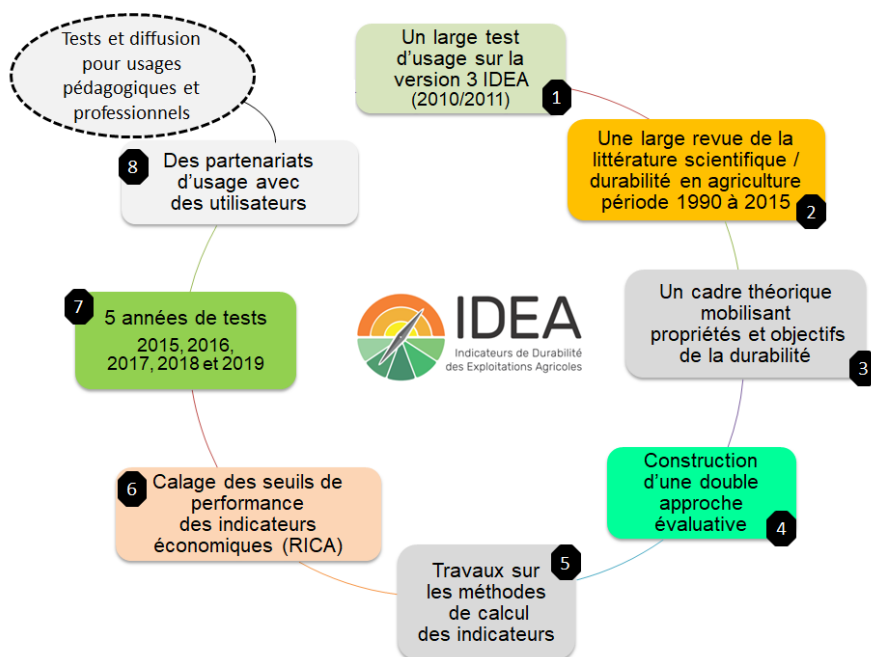 Tests et diffusion
pour usages
pédagogiques et
professionnels
Un large test
d'usage sur la
version 3 IDEA
(2010/2011)
1
Une large revue de la
littérature scientifique /
durabilité en agriculture
période 1990 à 2015
2
Un cadre théorique
mobilisant
propriétés et objectifs
de la durabilité
3
Construction
d'une double
approche
évaluative
4
Travaux sur
les méthodes
de calcul
des indicateurs
5
Calage des seuils de
performance
des indicateurs
économiques (RICA)
6
5 années de tests
2015, 2016,
2017, 2018 et 2019
7
Des partenariats
d'usage avec
des utilisateurs
8
IDEA
Indicateurs de Durabilité
des Exploitations Agricoles